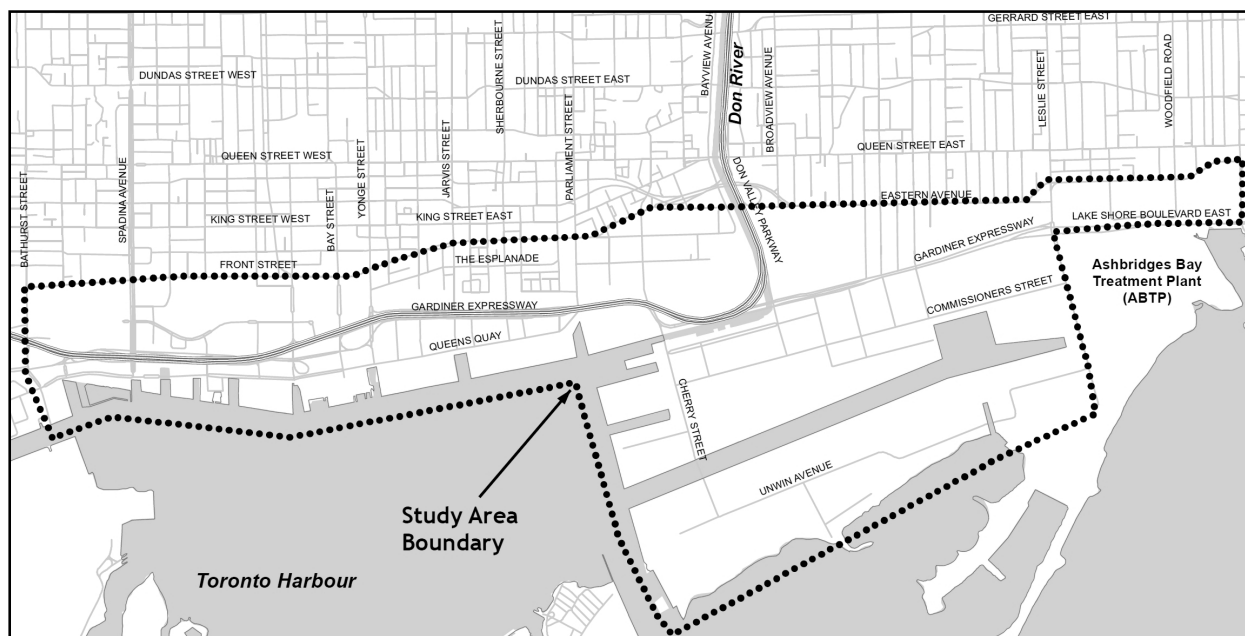 GERRARD STREET EAST
DUNDAS STREET WEST
DUNDAS STREET EAST
SHERBOURNE STREET
BAYVIEW AVENUE
Don River
BROADVIEW AVENUE
LESLIE STREET
WOODFIELD ROAD
QUEEN STREET WEST
QUEEN STREET EAST
BATHURST STREET
SPADINA AVENUE
BAY STREET
YONGE STREET
JARVIS STREET
PARLIAMENT STREET
DON VALLEY PARKWAY
EASTERN AVENUE
KING STREET WEST
KING STREET EAST
LAKE SHORE BOULEVARD EAST
FRONT STREET
THE ESPLANADE
GARDINER EXPRESSWAY
Ashbridges Bay
Treatment Plant
(ABTP)
GARDINER EXPRESSWAY
COMMISSIONERS STREET
QUEENS QUAY
CHERRY STREET
UNWIN AVENUE
Study Area
Boundary
Toronto Harbour